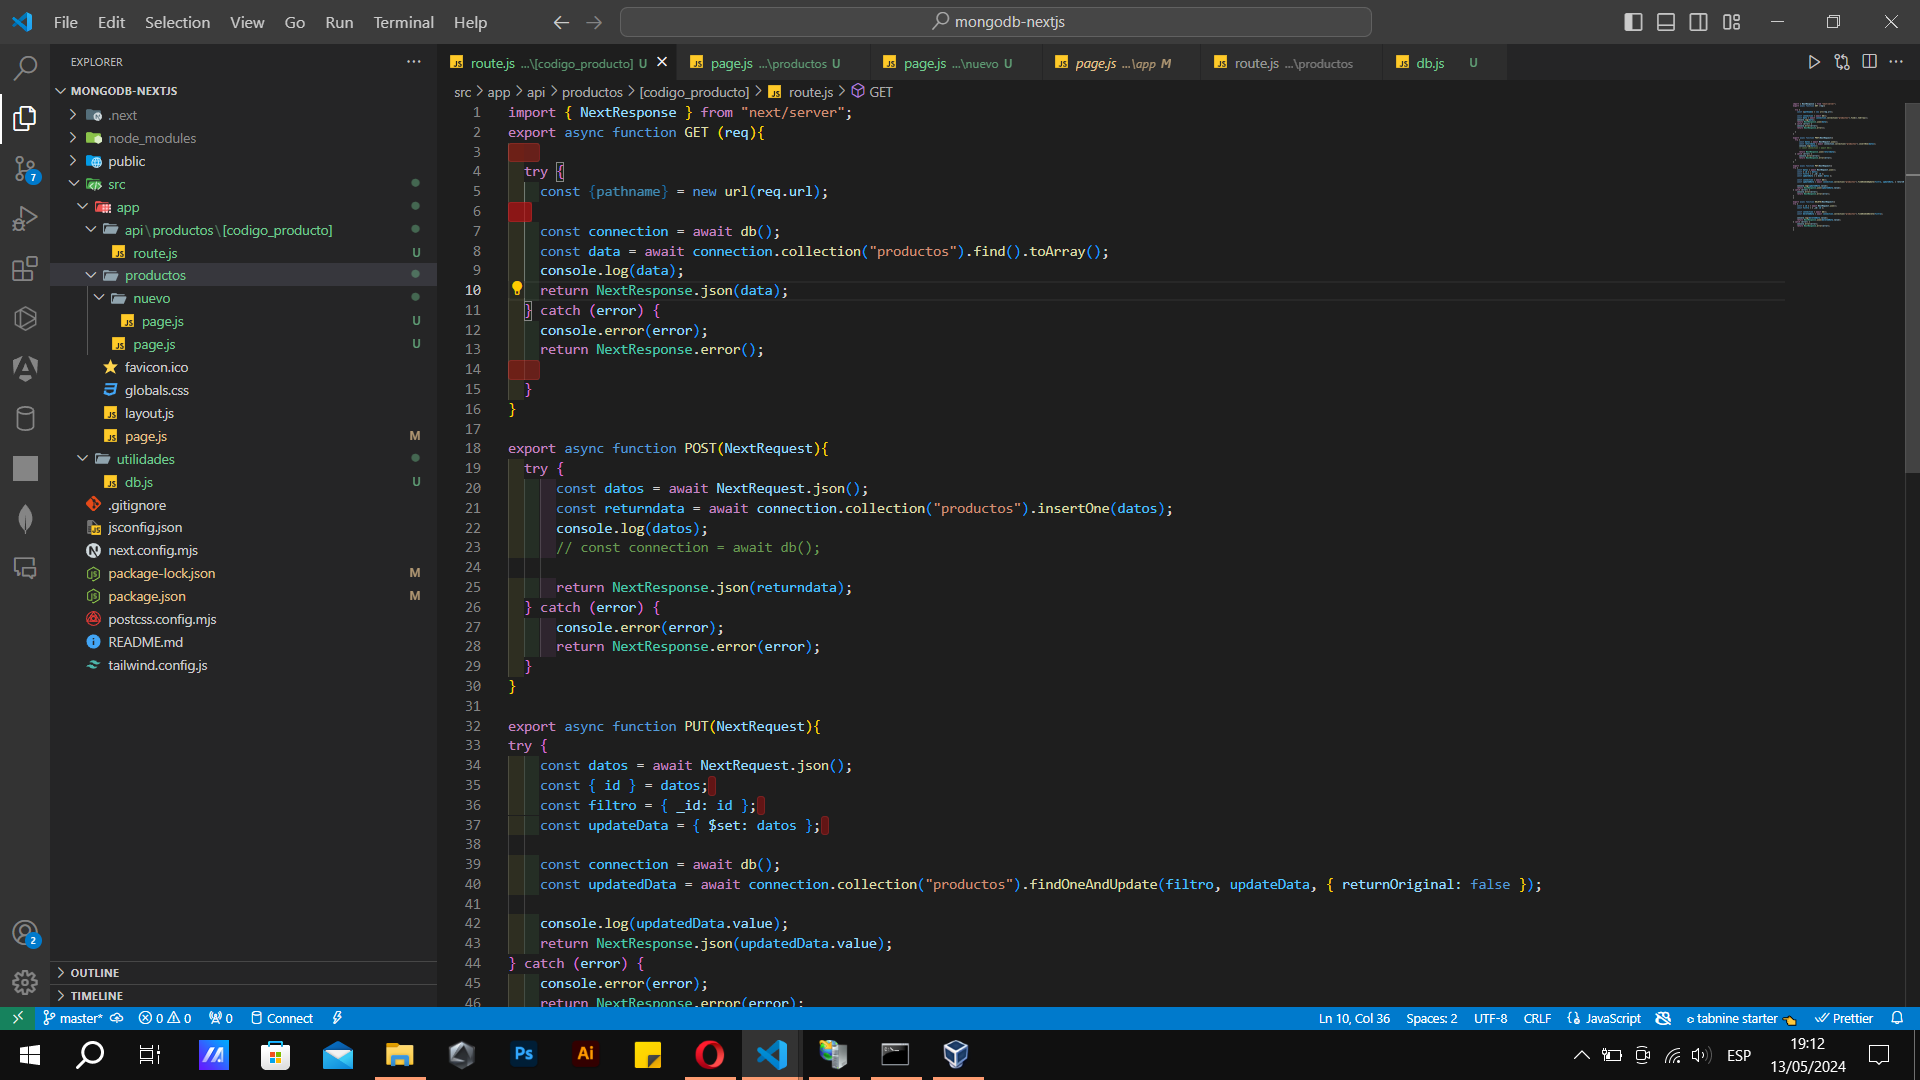 File Edit Selection View Go Run Terminal Help
mongodb-nextjs
EXPLORER
MONGODB-NEXTJS
.next
node_modules
public
src
app
api\productos\[codigo_producto]
route.js U
productos
nuevo
page.js U
page.js U
favicon.ico
globals.css
layout.js
page.js M
utilidades
db.js U
.gitignore
jsconfig.json
next.config.mjs
package-lock.json M
package.json M
postcss.config.mjs
README.md
tailwind.config.js
OUTLINE
TIMELINE
7
2
route.js ...\[codigo_producto] U
page.js ...\productos U
page.js ...\nuevo U
page.js ...\app M
route.js ...\productos
db.js U
src > app > api > productos > [codigo_producto] > route.js > GET
1 import { NextResponse } from "next/server";
2 export async function GET (req){
3
4 try {
5 const {pathname} = new url(req.url);
6
7 const connection = await db();
8 const data = await connection.collection("productos").find().toArray();
9 console.log(data);
10 return NextResponse.json(data);
11 } catch (error) {
12 console.error(error);
13 return NextResponse.error();
14
15 }
16 }
17
18 export async function POST(NextRequest){
19 try {
20 const datos = await NextRequest.json();
21 const returndata = await connection.collection("productos").insertOne(datos);
22 console.log(datos);
23 // const connection = await db();
24
25 return NextResponse.json(returndata);
26 } catch (error) {
27 console.error(error);
28 return NextResponse.error(error);
29 }
30 }
31
32 export async function PUT(NextRequest){
33 try {
34 const datos = await NextRequest.json();
35 const { id } = datos;
36 const filtro = { _id: id };
37 const updateData = { $set: datos };
38
39 const connection = await db();
40 const updatedData = await connection.collection("productos").findOneAndUpdate(filtro, updateData, { returnOriginal: false });
41
42 console.log(updatedData.value);
43 return NextResponse.json(updatedData.value);
44 } catch (error) {
45 console.error(error);
46 return NextResponse.error(error);
master* 0 0 0 Connect
Ln 10, Col 36 Spaces: 2 UTF-8 CRLF JavaScript tabnine starter Prettier
Ps
Ai
ESP
19:12
13/05/2024